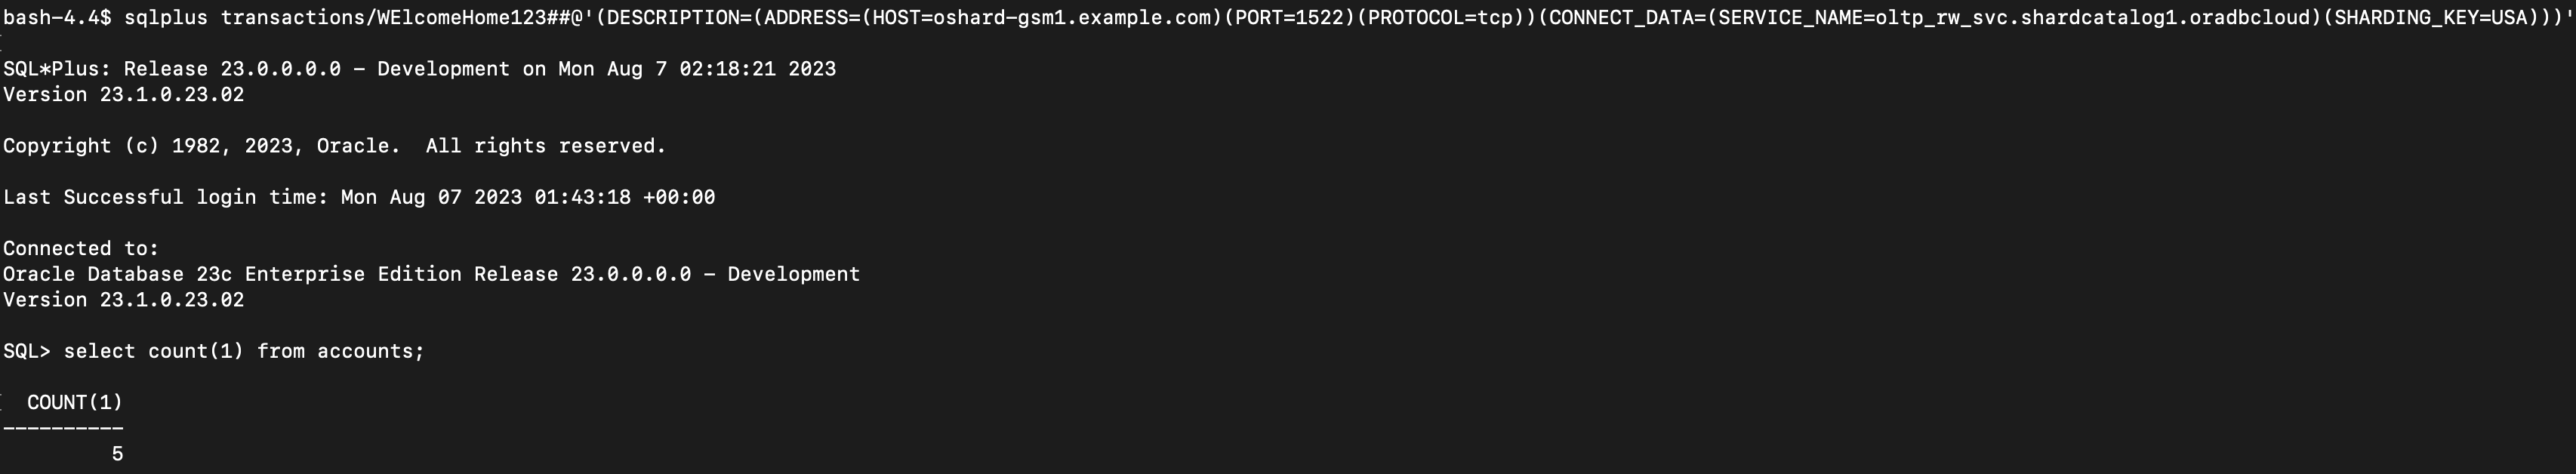 bash-4.4$ sqlplus transactions/WElcomeHome123##@'(DESCRIPTION=(ADDRESS=(HOST=oshard-gsm1.example.com)(PORT=1522)(PROTOCOL=tcp))(CONNECT_DATA=(SERVICE_NAME=oltp_rw_svc.shardcatalog1.oradbcloud)(SHARDING_KEY=USA)))'
SQL*Plus: Release 23.0.0.0.0 - Development on Mon Aug 7 02:18:21 2023
Version 23.1.0.23.02
Copyright (c) 1982, 2023, Oracle.  All rights reserved.
Last Successful login time: Mon Aug 07 2023 01:43:18 +00:00
Connected to:
Oracle Database 23c Enterprise Edition Release 23.0.0.0.0 - Development
Version 23.1.0.23.02
SQL> select count(1) from accounts;
COUNT(1)
----------
5